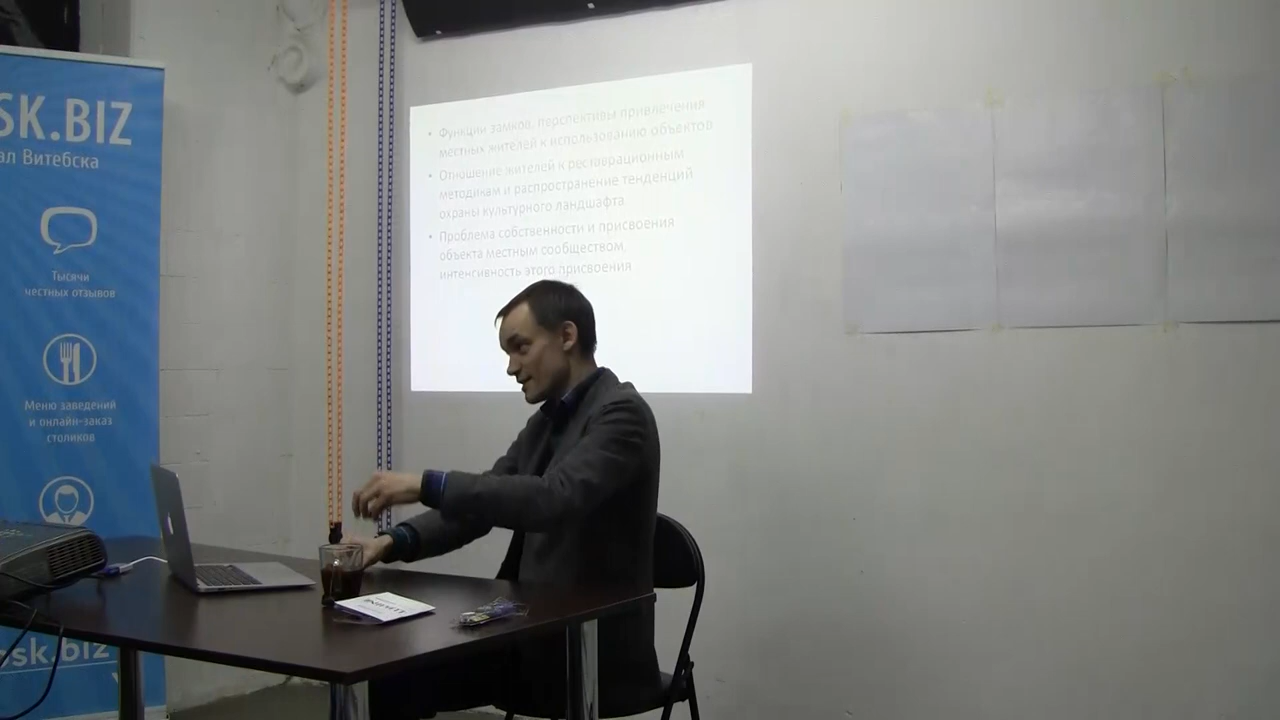 SK.BIZ
ал Витебска
Тысячи
честных отзывов
Меню заведений
и онлайн-заказ
столиков
sk.biz
• Функции замков, перспективы привлечения
местных жителей к использованию объектов
• Отношение жителей к реставрационным
методикам и распространение тенденций
охраны культурного ландшафта.
• Проблема собственности и присвоения
объекта местным сообществом,
интенсивность этого присвоения